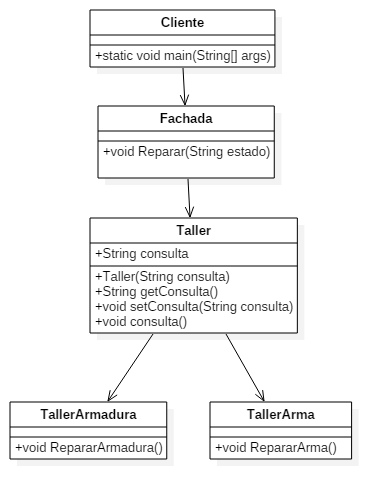 Cliente
+static void main(String[] args)
Fachada
+void Reparar(String estado)
Taller
+String consulta
+Taller(String consulta)
+String getConsulta()
+void setConsulta(String consulta)
+void consulta()
TallerArmadura
+void RepararArmadura()
TallerArma
+void RepararArma()